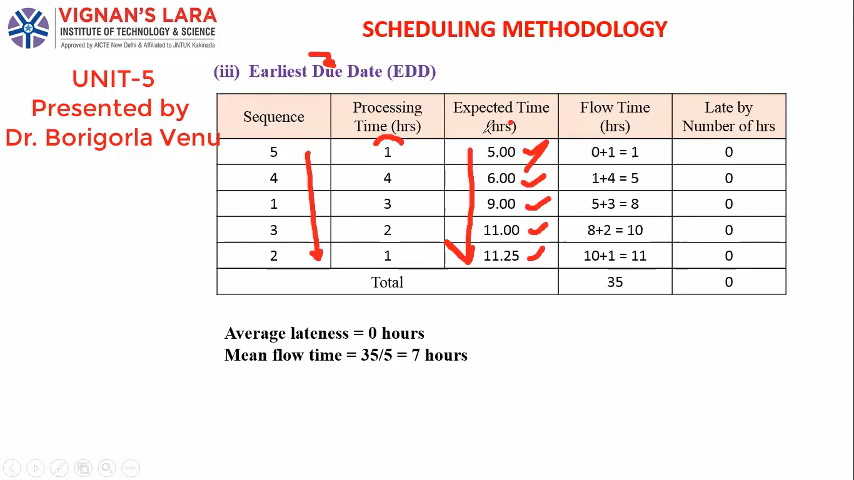 VIGNAN'S LARA
INSTITUTE OF TECHNOLOGY & SCIENCE
Approved by AICTE New Delhi & Affiliated to JNTUK Kakinada
SCHEDULING METHODOLOGY
UNIT-5
Presented by
Dr. Borigorla Venu
(iii) Earliest Due Date (EDD)
Sequence Processing Time (hrs) Expected Time (hrs) Flow Time (hrs) Late by Number of hrs
5 1 5.00 0+1 = 1 0
4 4 6.00 1+4 = 5 0
1 3 9.00 5+3 = 8 0
3 2 11.00 8+2 = 10 0
2 1 11.25 10+1 = 11 0
Total 35 0
Average lateness = 0 hours
Mean flow time = 35/5 = 7 hours